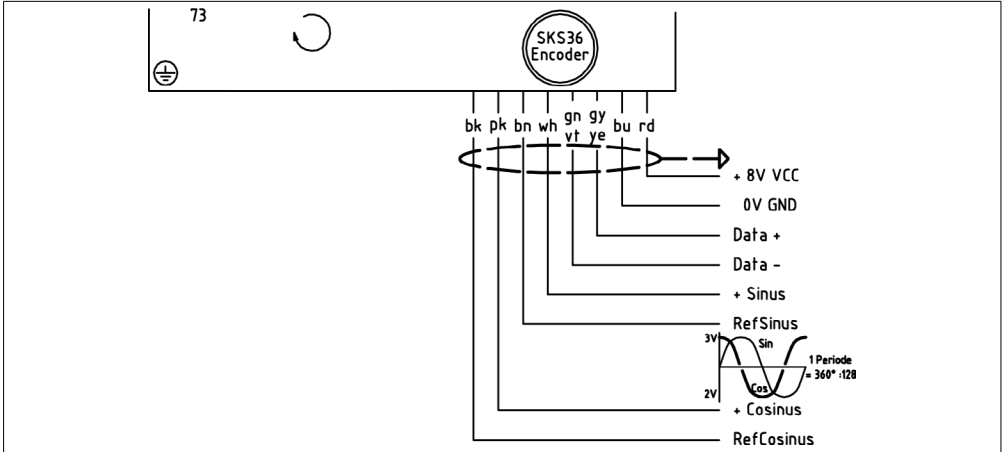 73
SKS36
Encoder
bk pk bn wh gn gy bu rd
vt ye
+ 8V VCC
0V GND
Data +
Data -
+ Sinus
RefSinus
3V
Sin
1 Periode
= 360° :128
Cos
2V
+ Cosinus
RefCosinus